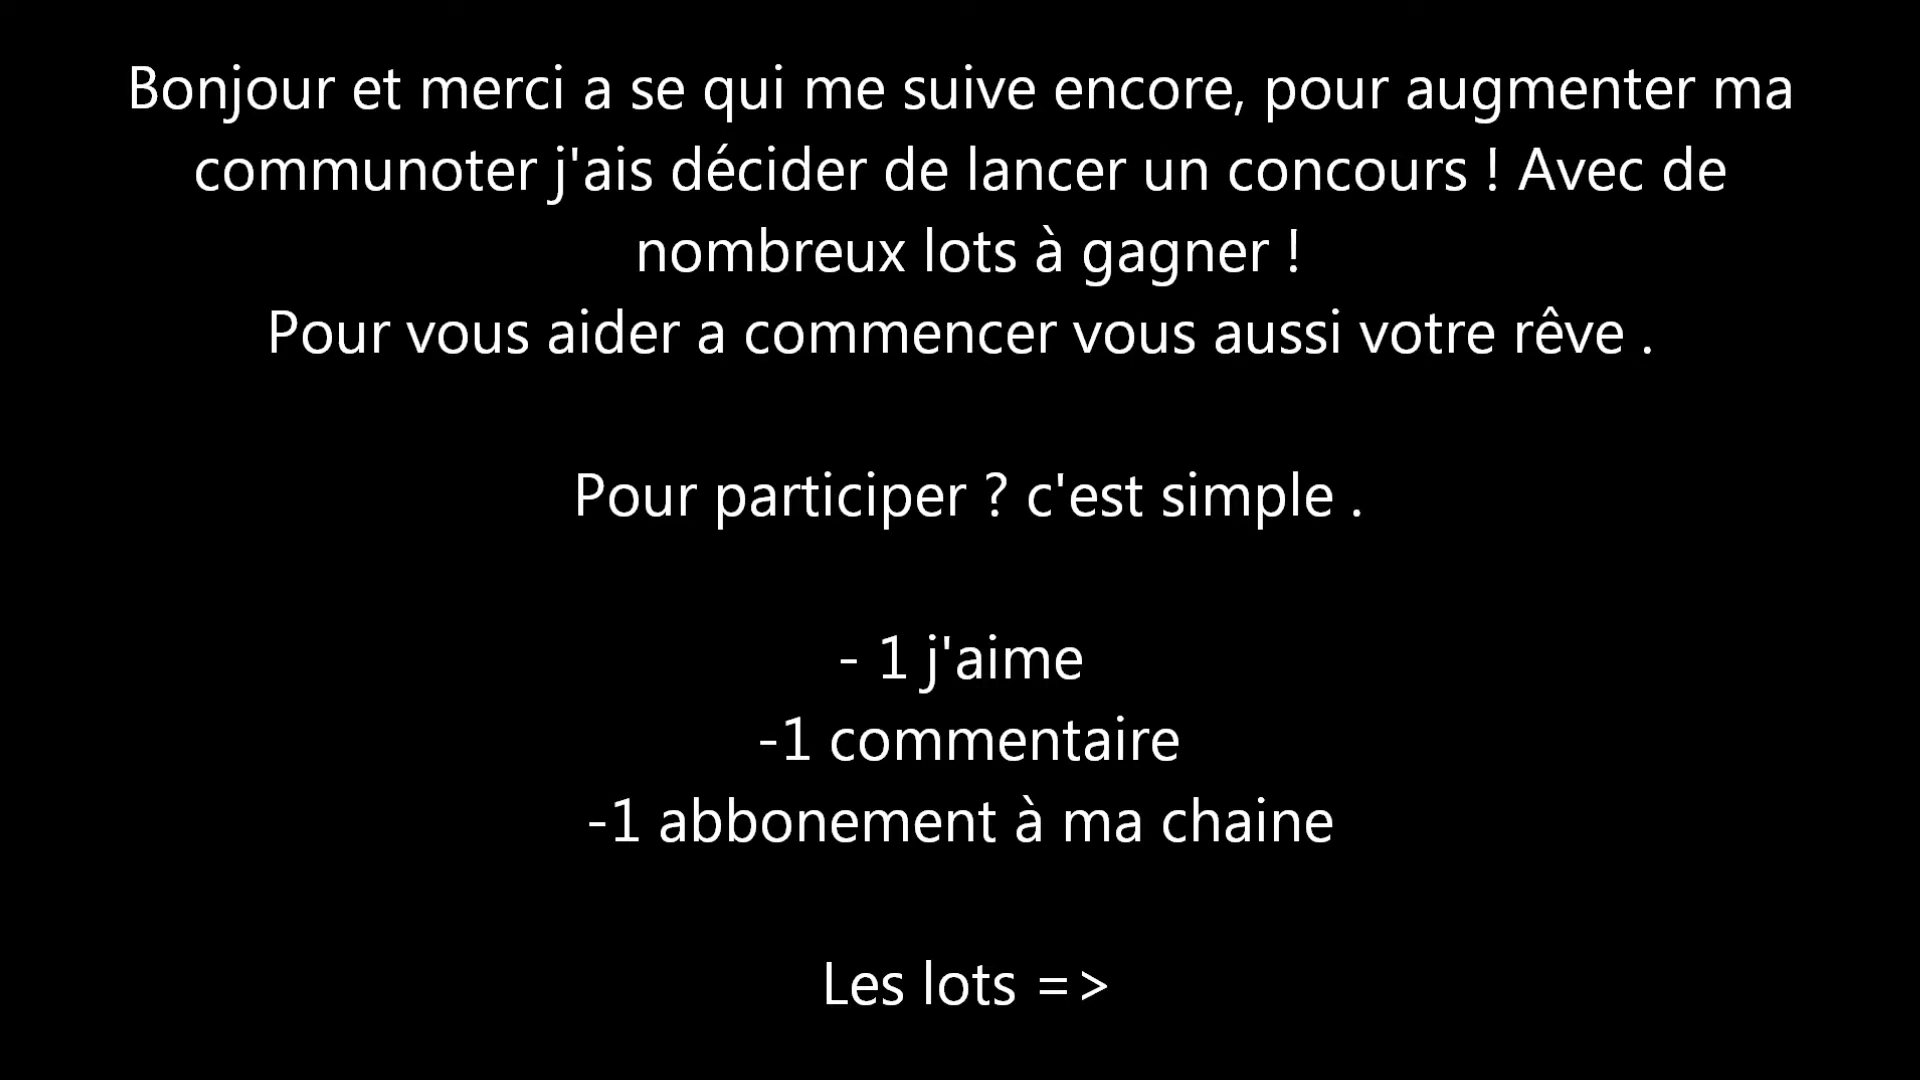 Bonjour et merci a se qui me suive encore, pour augmenter ma
communoter j'ais décider de lancer un concours ! Avec de
nombreux lots à gagner !
Pour vous aider a commencer vous aussi votre rêve .
Pour participer ? c'est simple .
- 1 j'aime
-1 commentaire
-1 abbonement à ma chaine
Les lots =>